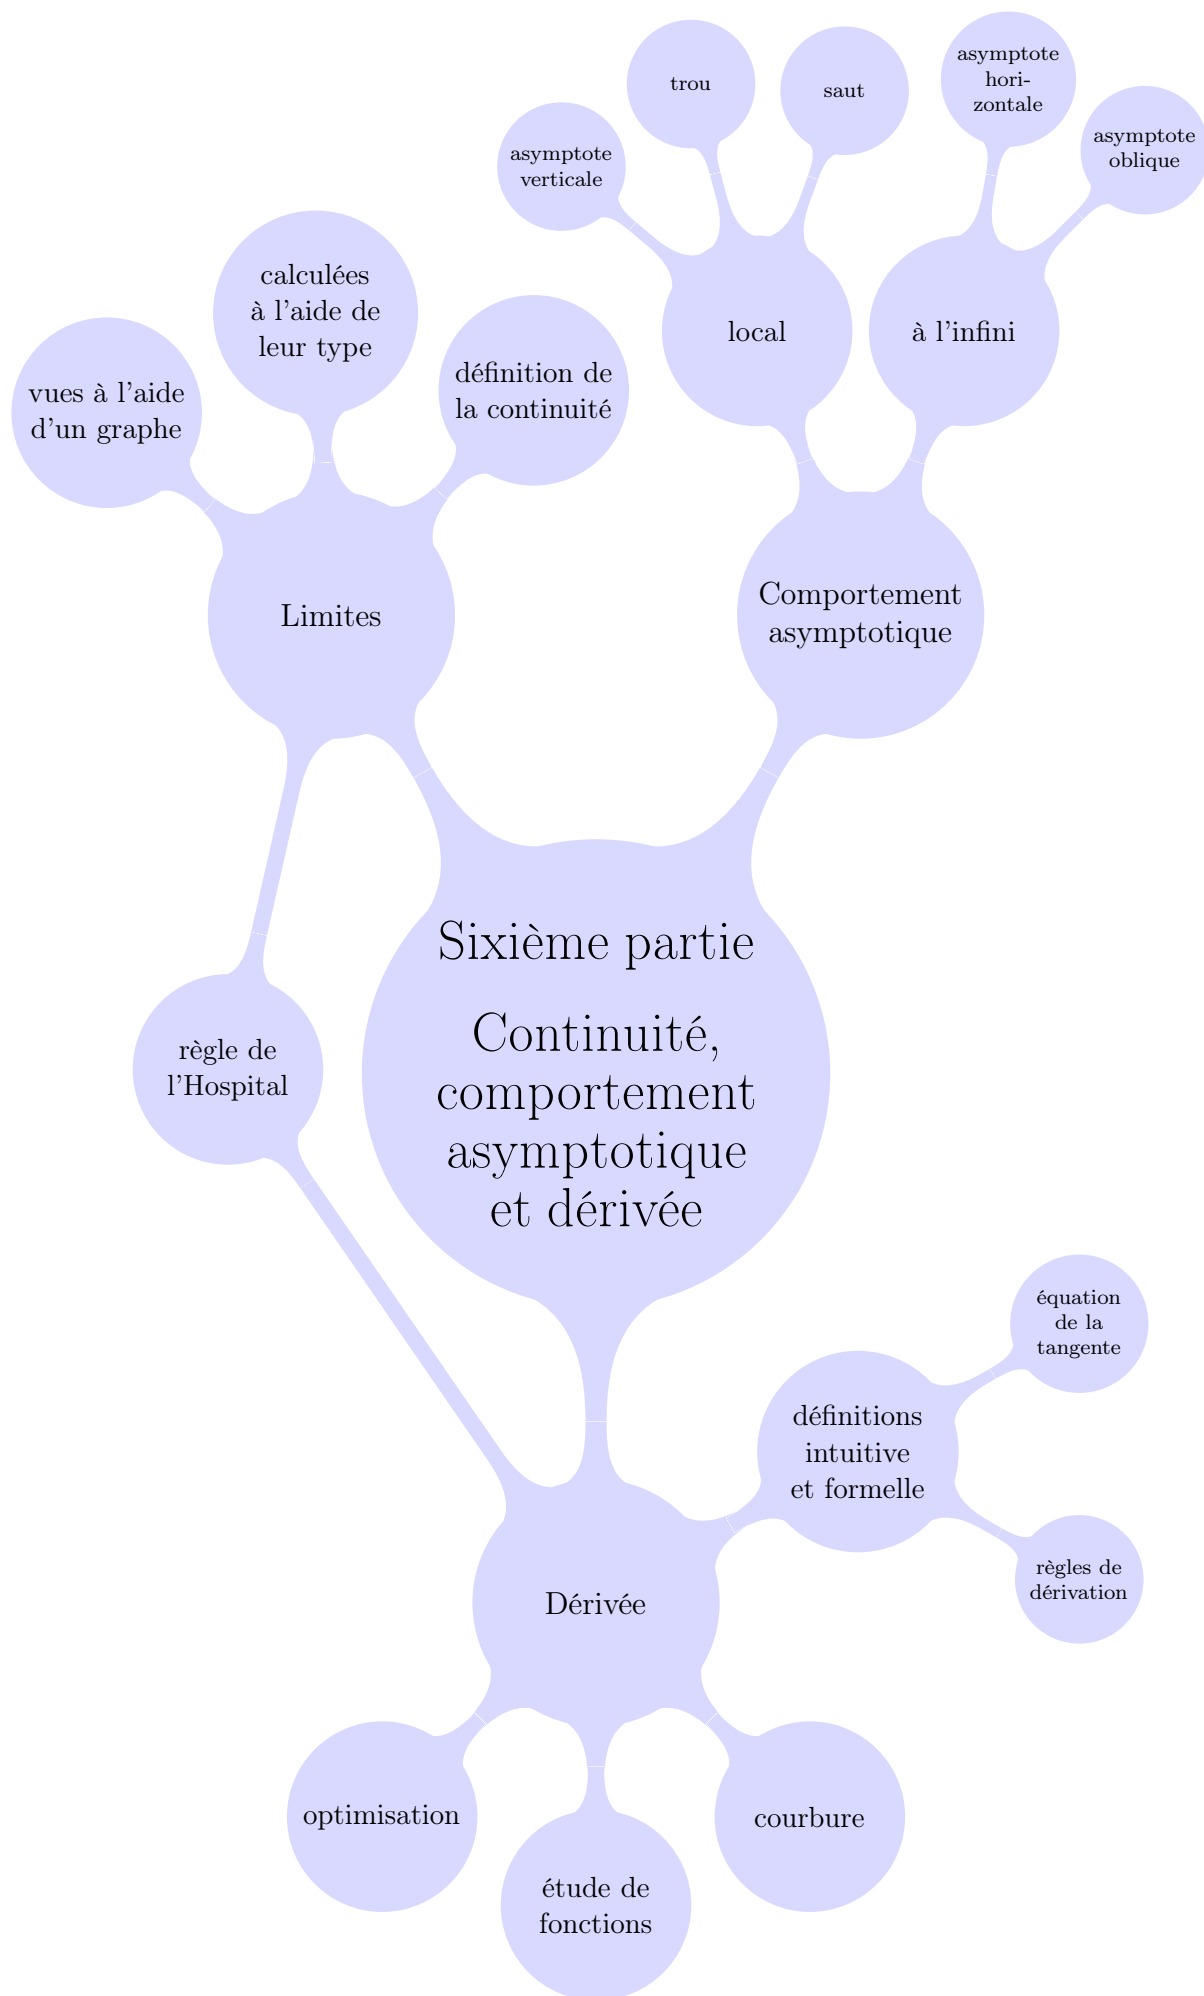 trou
saut
asymptote
hori-
zontale
asymptote
verticale
asymptote
oblique
calculées
à l'aide de
leur type
local
à l'infini
vues à l'aide
d'un graphe
définition de
la continuité
Limites
Comportement
asymptotique
Sixième partie
Continuité,
comportement
asymptotique
et dérivée
règle de
l'Hospital
équation
de la
tangente
définitions
intuitive
et formelle
règles de
dérivation
Dérivée
optimisation
courbure
étude de
fonctions